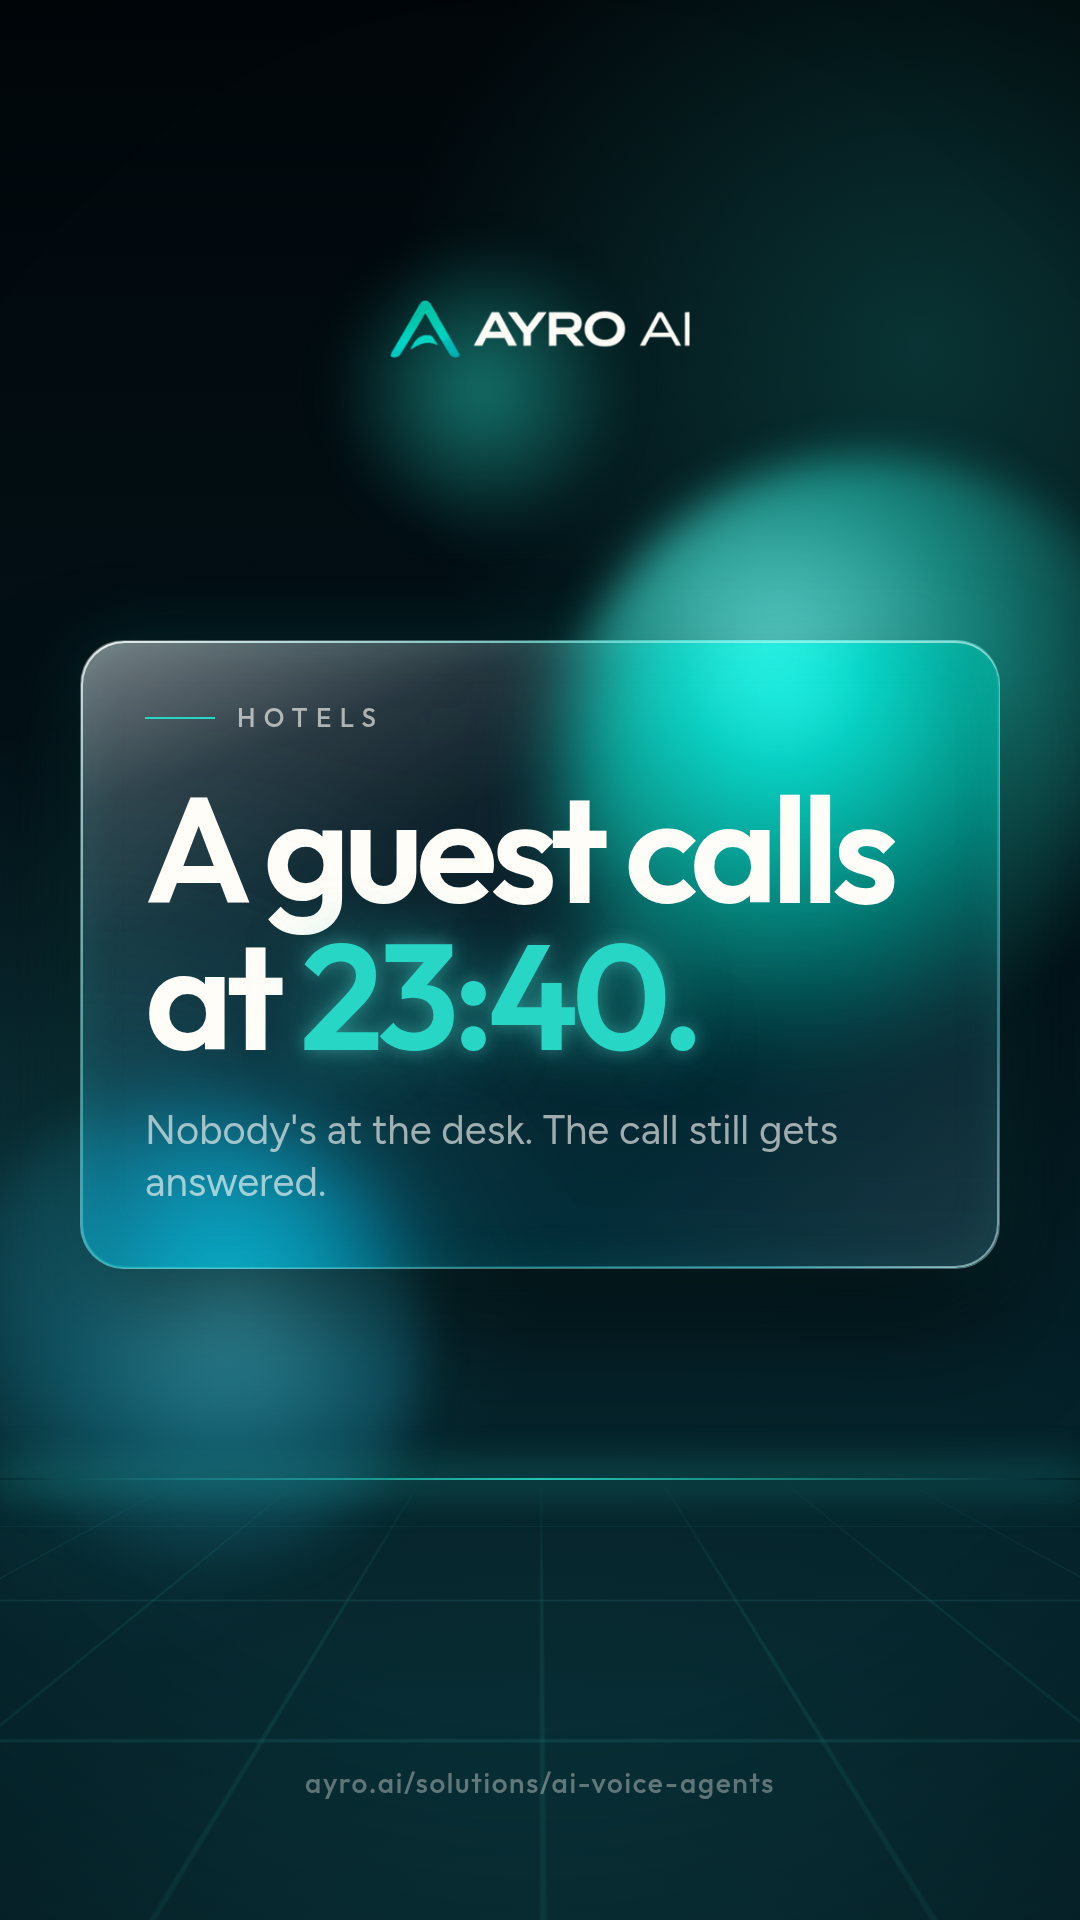 AYRO AI
HOTELS
A guest calls
at 23:40.
Nobody's at the desk. The call still gets
answered.
ayro.ai/solutions/ai-voice-agents